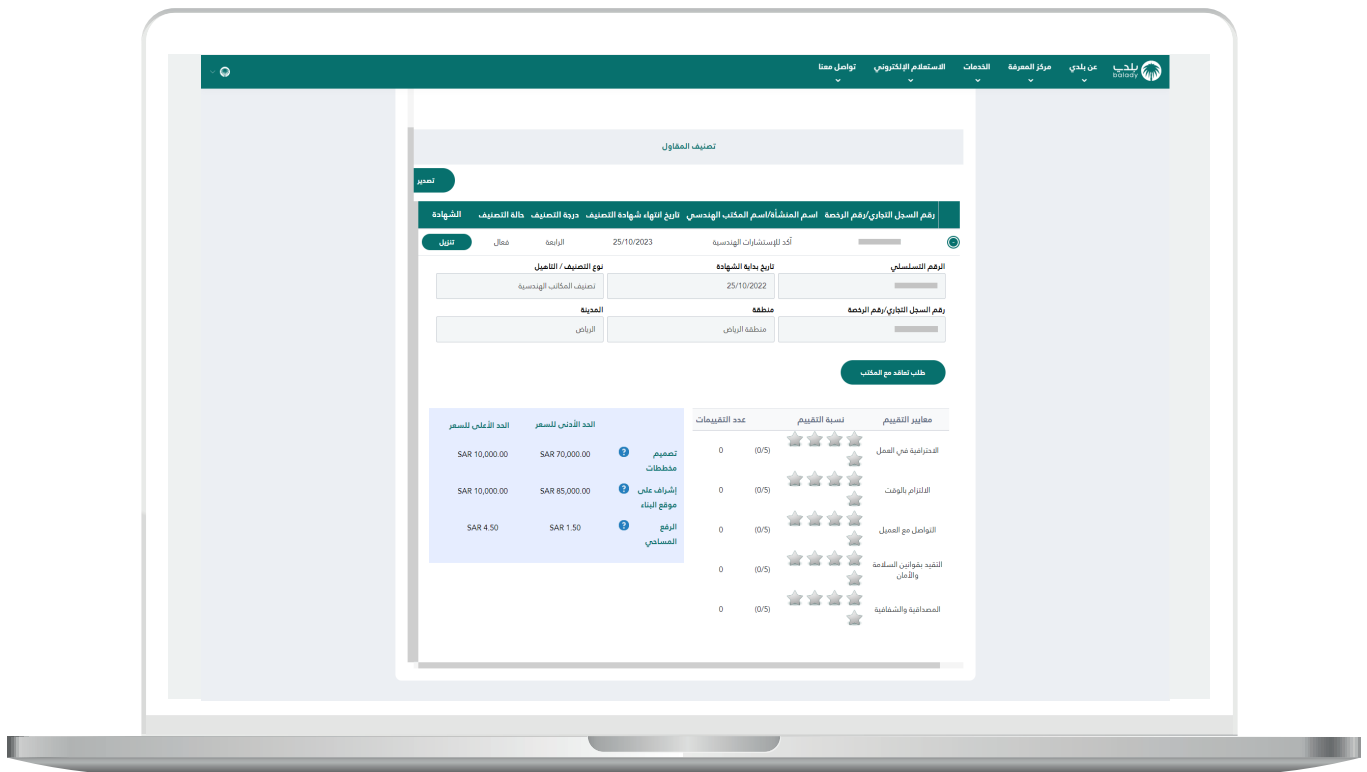 بلدي
balady
عن بلدي
مركز المعرفة
الخدمات
الاستعلام الإلكتروني
تواصل معنا
تصنيف المقاول
تصدير
رقم السجل التجاري/رقم الرخصة اسم المنشأة/اسم المكتب الهندسي تاريخ انتهاء شهادة التصنيف درجة التصنيف حالة التصنيف الشهادة
آكد للإستشارات الهندسية 25/10/2023 الرابعة فعال تنزيل
الرقم التسلسلي تاريخ بداية الشهادة نوع التصنيف / التاهيل
25/10/2022 تصنيف المكاتب الهندسية
رقم السجل التجاري/رقم الرخصة منطقة المدينة
منطقة الرياض الرياض
طلب تعاقد مع المكتب
معايير التقييم نسبة التقييم عدد التقييمات
الاحترافية في العمل (0/5) 0
الالتزام بالوقت (0/5) 0
التواصل مع العميل (0/5) 0
التقيد بقوانين السلامة
والأمان (0/5) 0
المصداقية والشفافية (0/5) 0
الحد الأدنى للسعر الحد الأعلى للسعر
تصميم
مخططات
SAR 70,000.00 SAR 10,000.00
إشراف على
موقع البناء
SAR 85,000.00 SAR 10,000.00
الرفع
المساحي
SAR 1.50 SAR 4.50